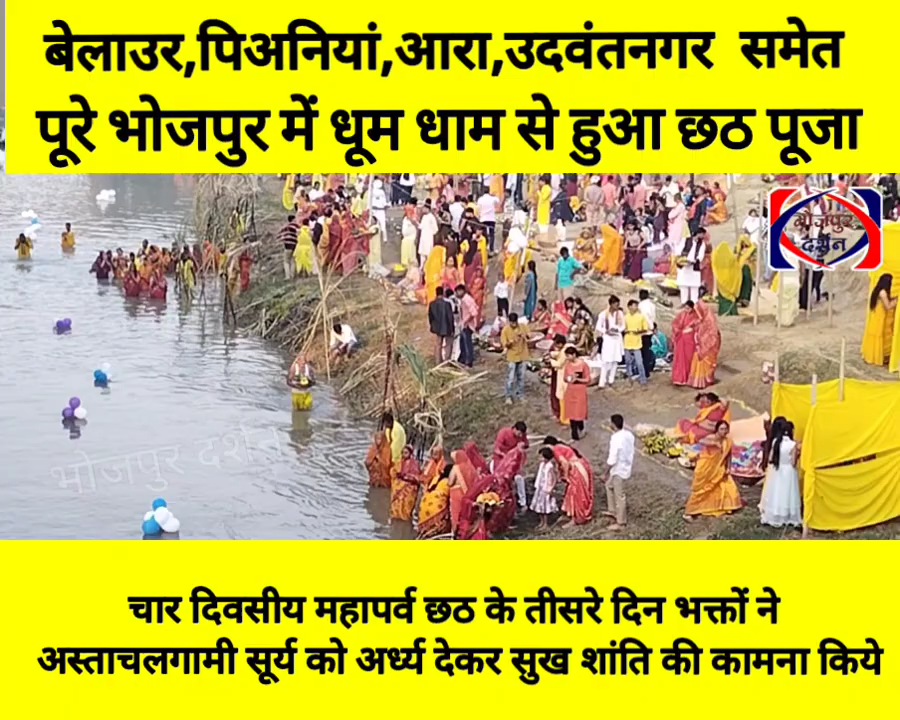 बेलाउर,पिअनियां,आरा,उदवंतनगर समेत
पूरे भोजपुर में धूम धाम से हुआ छठ पूजा
भोजपुर
दर्शन
भोजपुर दर्शन
चार दिवसीय महापर्व छठ के तीसरे दिन भक्तों ने
अस्ताचलगामी सूर्य को अर्ध्य देकर सुख शांति की कामना किये